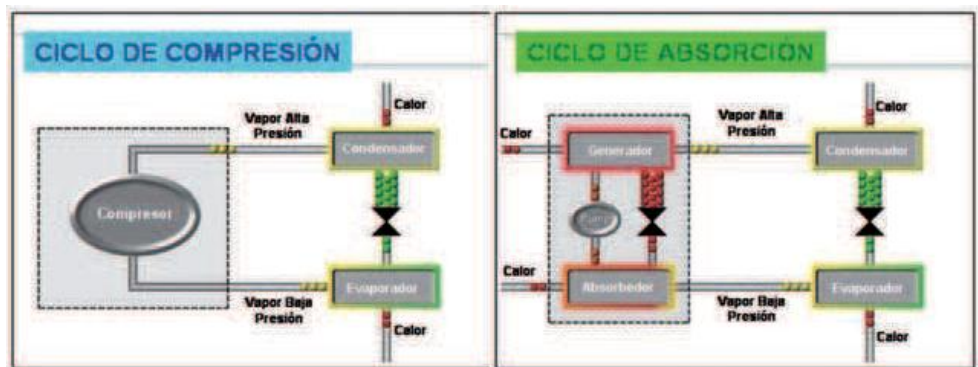 CICLO DE COMPRESIÓN
Calor
Vapor Alta
Presión
Condensador
Compresor
Evaporador
Vapor Baja
Presión
Calor
CICLO DE ABSORCIÓN
Calor
Vapor Alta
Presión
Calor
Generador
Condensador
Calor
Absorbedor
Evaporador
Vapor Baja
Presión
Calor